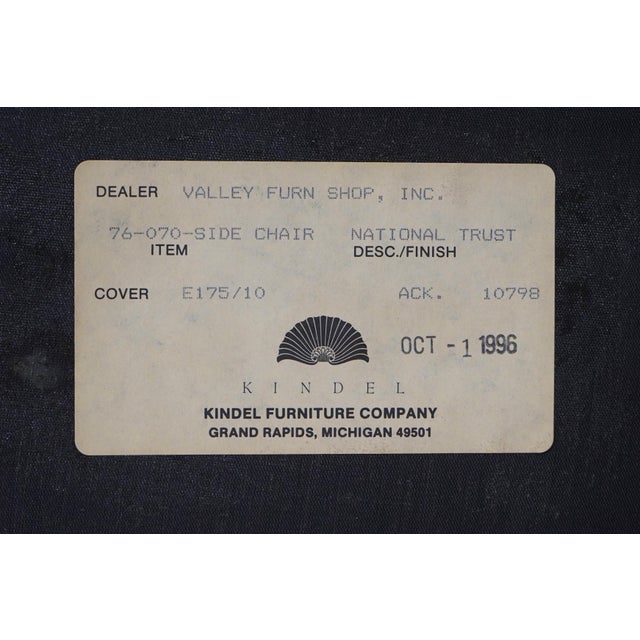 DEALER VALLEY FURN SHOP, INC.
76-070-SIDE CHAIR NATIONAL TRUST
ITEM DESC./FINISH
COVER E175/10 ACK. 10798
OCT - 1 1996
KINDEL
KINDEL FURNITURE COMPANY
GRAND RAPIDS, MICHIGAN 49501